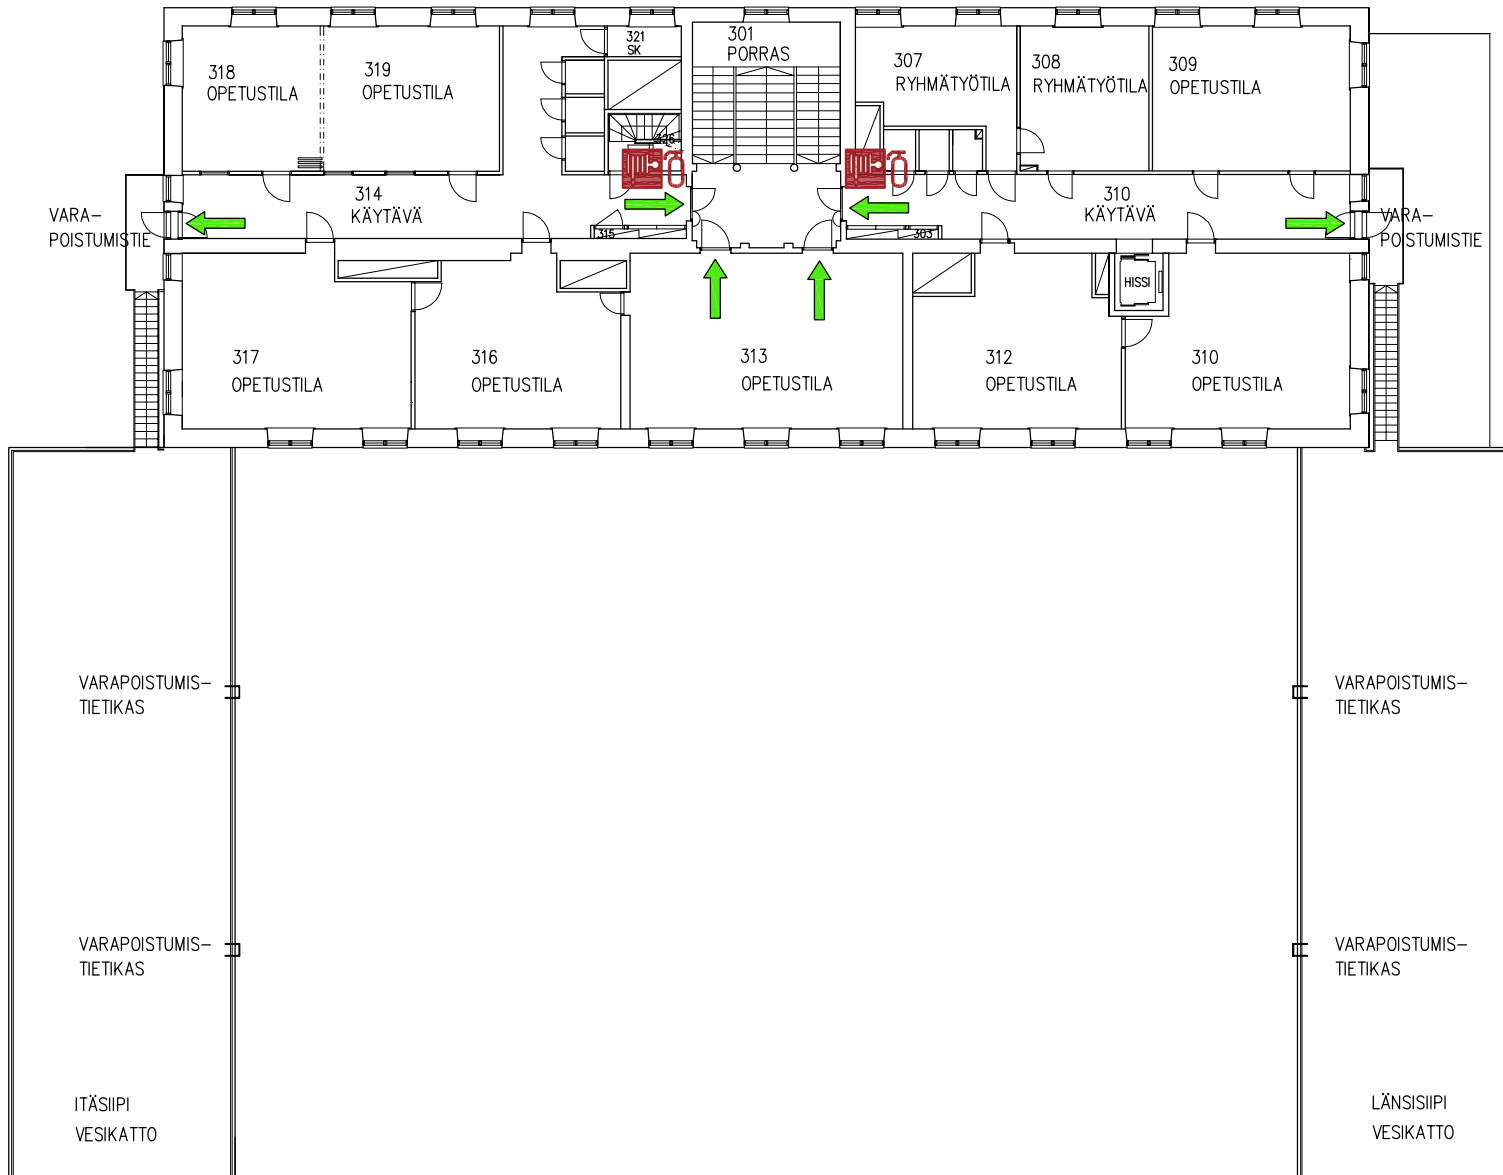 321
SK
301
PORRAS
318
OPETUSTILA
319
OPETUSTILA
307
RYHMÄTYÖTILA
308
RYHMÄTYÖTILA
309
OPETUSTILA
326
314
KÄYTÄVÄ
310
KÄYTÄVÄ
VARA-
POISTUMISTIE
VARA-
POISTUMISTIE
315
303
HISSI
317
OPETUSTILA
316
OPETUSTILA
313
OPETUSTILA
312
OPETUSTILA
310
OPETUSTILA
VARAPOISTUMIS-
TIETIKAS
VARAPOISTUMIS-
TIETIKAS
VARAPOISTUMIS-
TIETIKAS
VARAPOISTUMIS-
TIETIKAS
ITÄSIIPI
VESIKATTO
LÄNSISIIPI
VESIKATTO